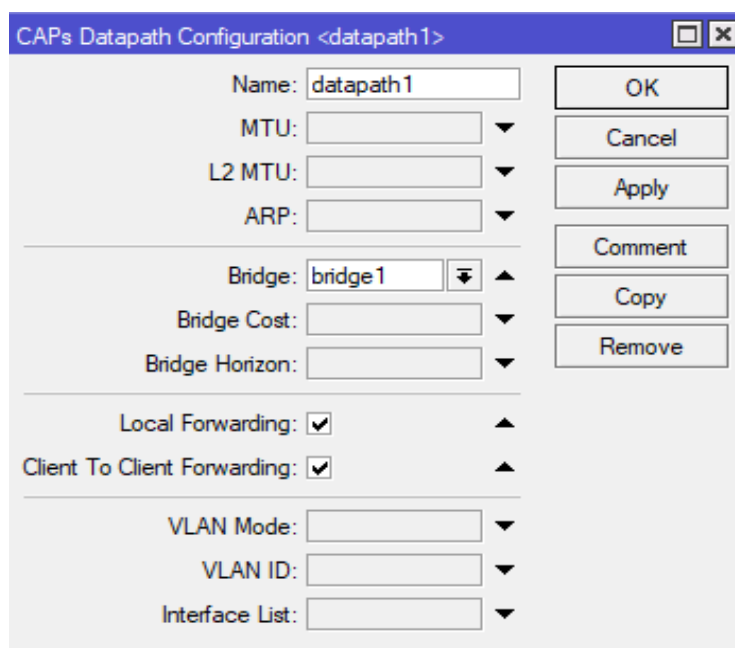 CAPs Datapath Configuration <datapath1>
Name: datapath1
OK
MTU:
Cancel
L2 MTU:
Apply
ARP:
Comment
Bridge: bridge1
Copy
Bridge Cost:
Remove
Bridge Horizon:
Local Forwarding:
Client To Client Forwarding:
VLAN Mode:
VLAN ID:
Interface List: